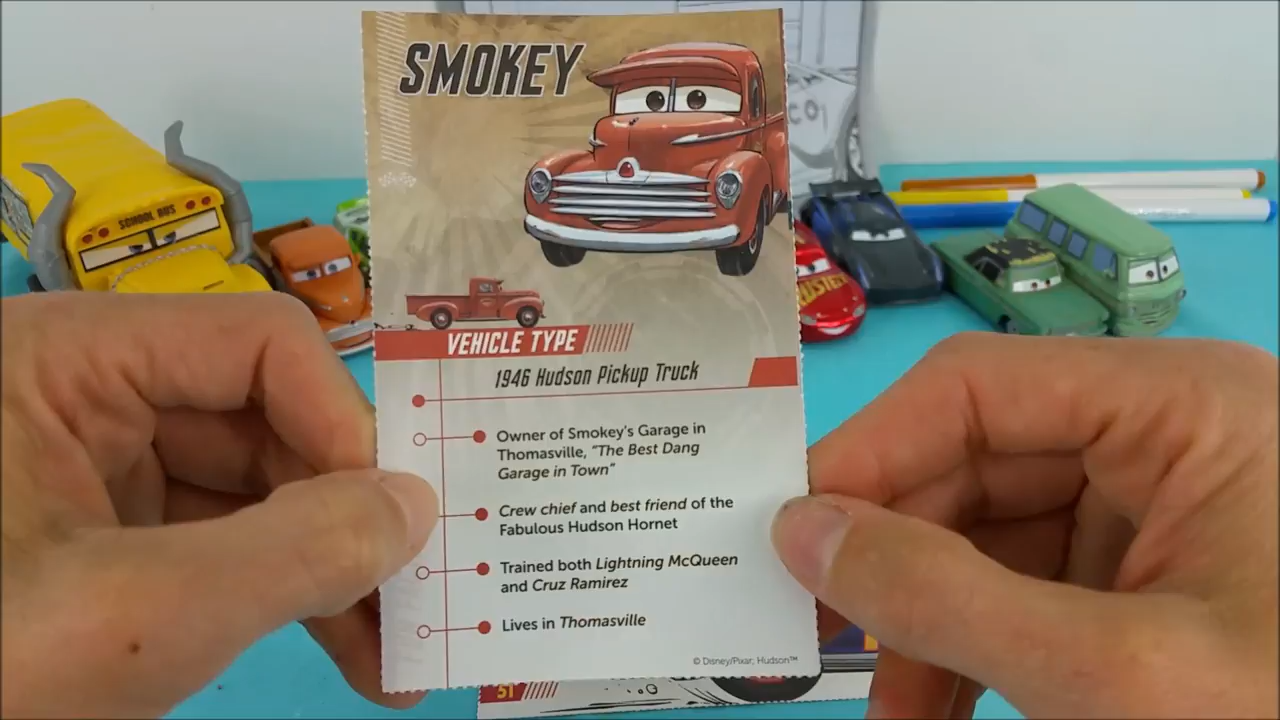 SMOKEY
SCHOOL BUS
VEHICLE TYPE
1946 Hudson Pickup Truck
Owner of Smokey's Garage in
Thomasville, "The Best Dang
Garage in Town"
Crew chief and best friend of the
Fabulous Hudson Hornet
Trained both Lightning McQueen
and Cruz Ramirez
Lives in Thomasville
© Disney/Pixar; Hudson™
51